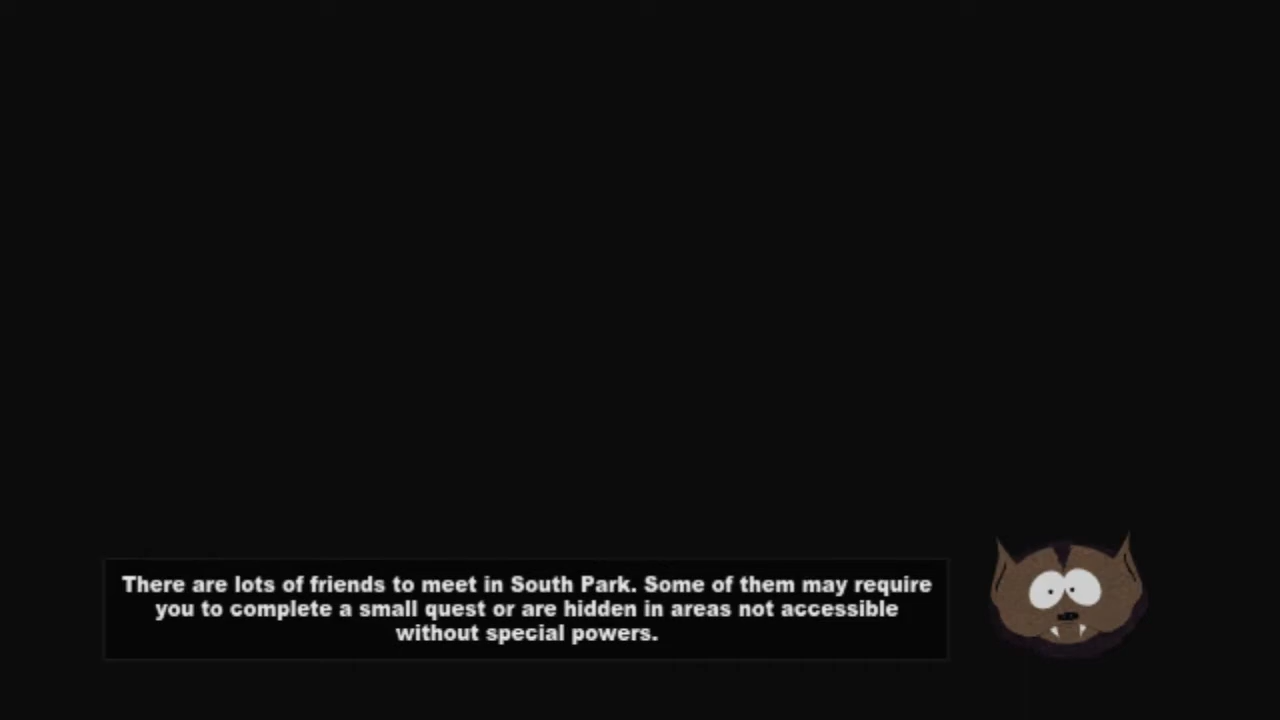 There are lots of friends to meet in South Park. Some of them may require
you to complete a small quest or are hidden in areas not accessible
without special powers.